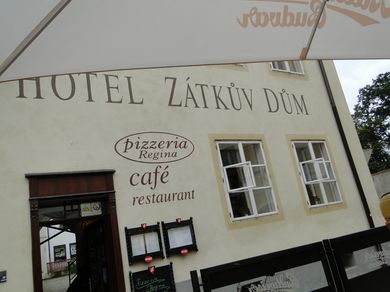 Budvar
HOTEL ZÁTKŮV DŮM
pizzeria
Regina
café
restaurant